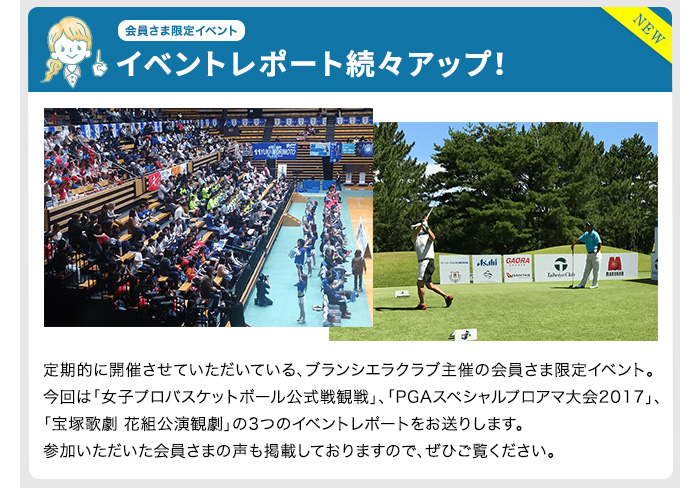 会員さま限定イベント
イベントレポート続々アップ！
NEW
Asahi
GAORA
Taiheiyo Club
定期的に開催させていただいている、ブランシエラクラブ主催の会員さま限定イベント。
今回は「女子プロバスケットボール公式戦観戦」、「PGAスペシャルプロアマ大会2017」、
「宝塚歌劇 花組公演観劇」の3つのイベントレポートをお送りします。
参加いただいた会員さまの声も掲載しておりますので、ぜひご覧ください。